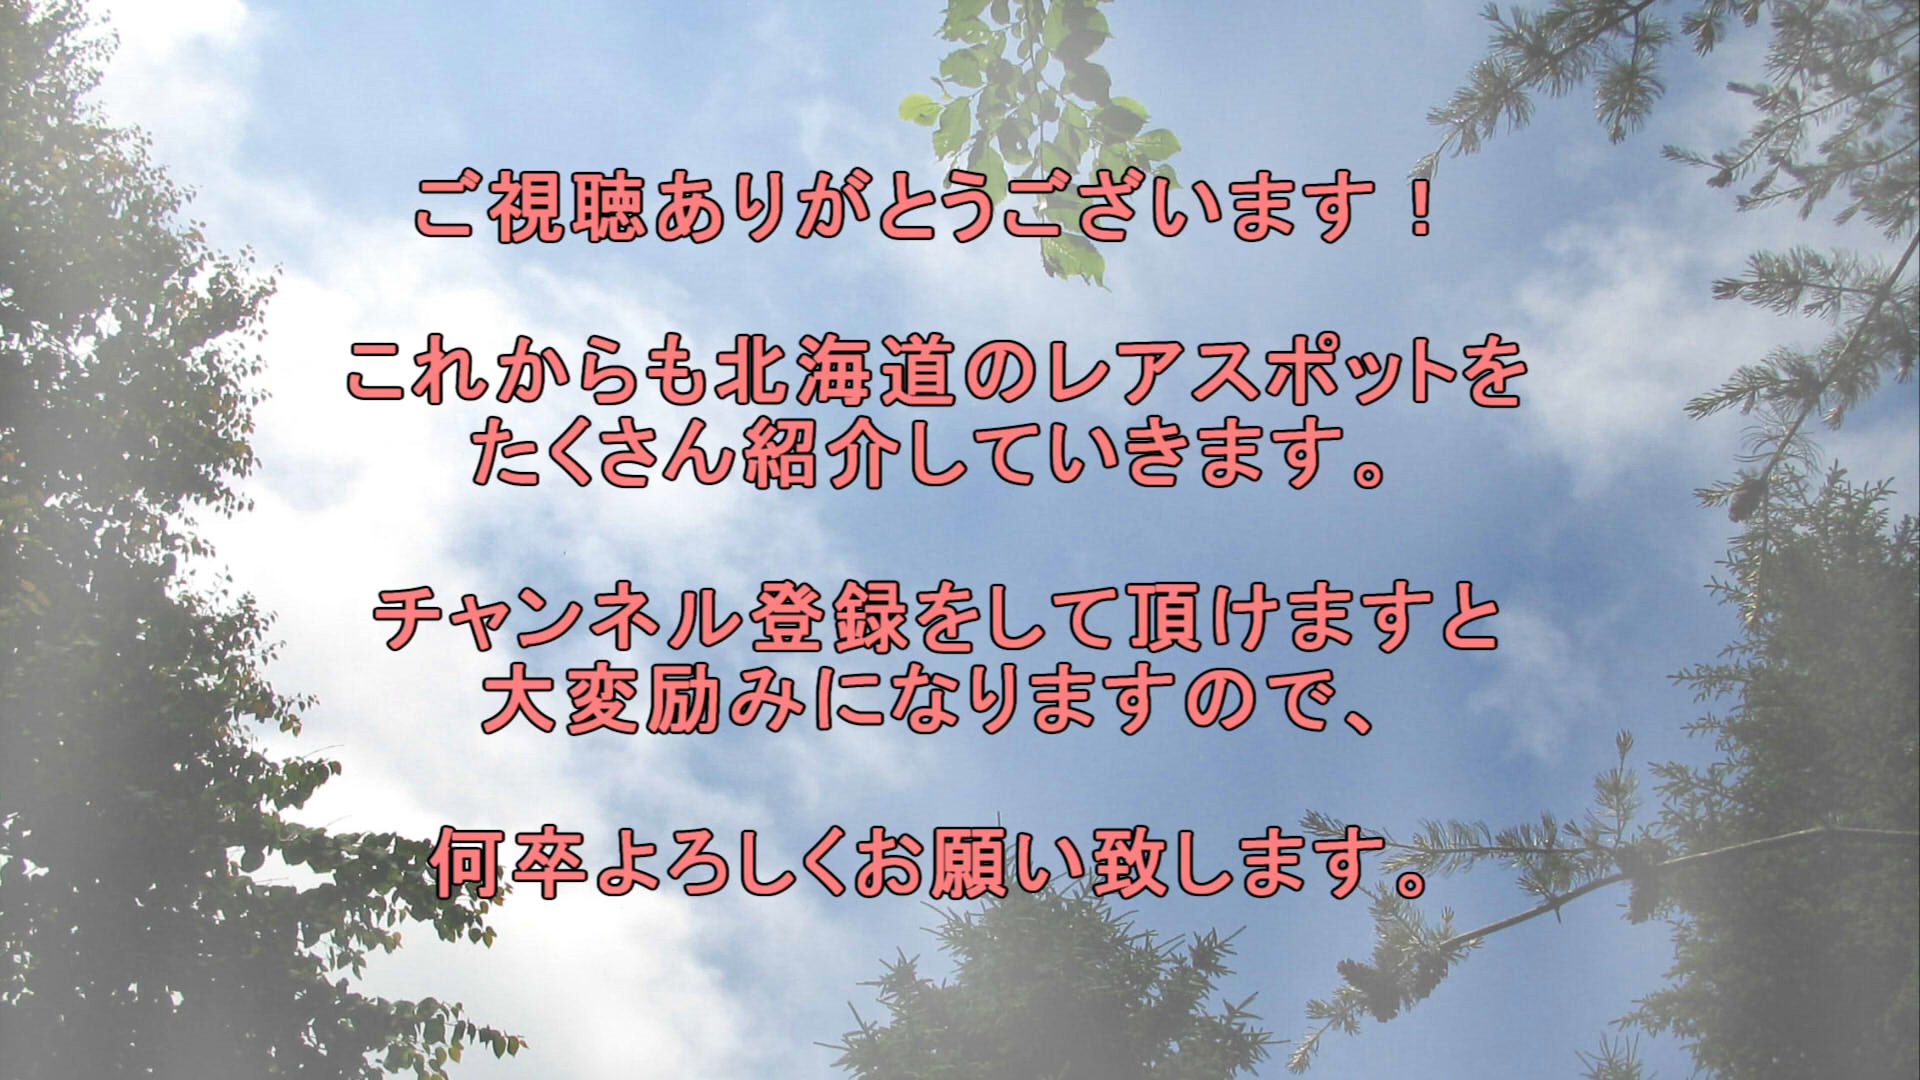 ご視聴ありがとうございます！
これからも北海道のレアスポットを
たくさん紹介していきます。
チャンネル登録をして頂けますと
大変励みになりますので、
何卒よろしくお願い致します。